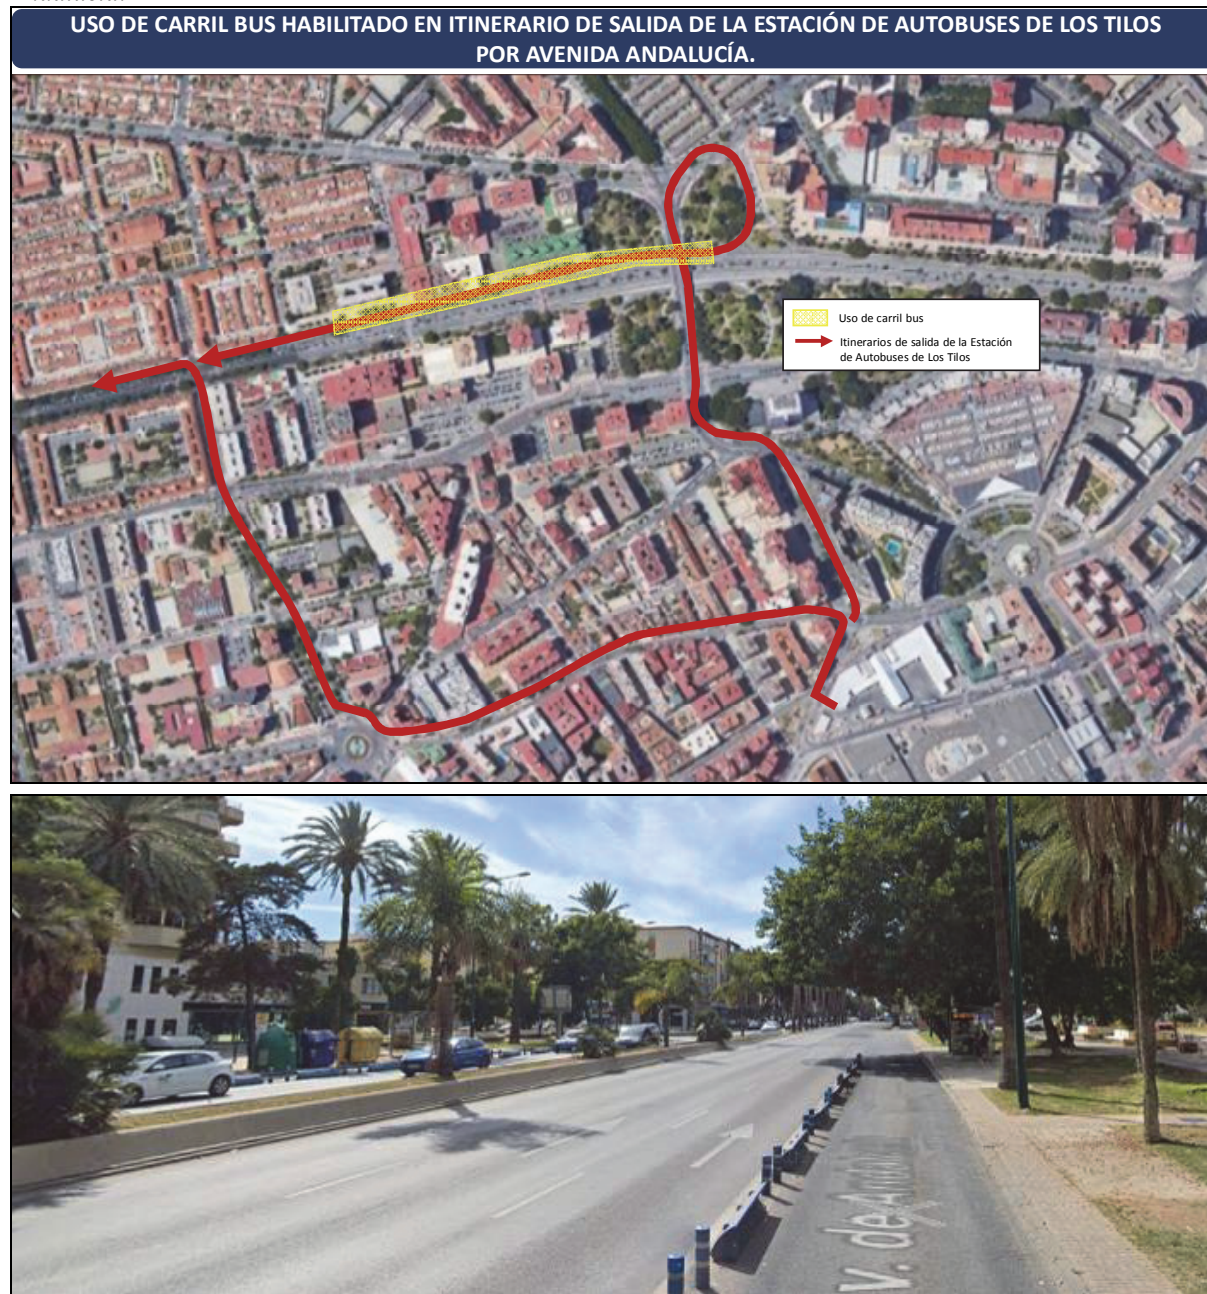 USO DE CARRIL BUS HABILITADO EN ITINERARIO DE SALIDA DE LA ESTACIÓN DE AUTOBUSES DE LOS TILOS
POR AVENIDA ANDALUCÍA.
Uso de carril bus
Itinerarios de salida de la Estación
de Autobuses de Los Tilos